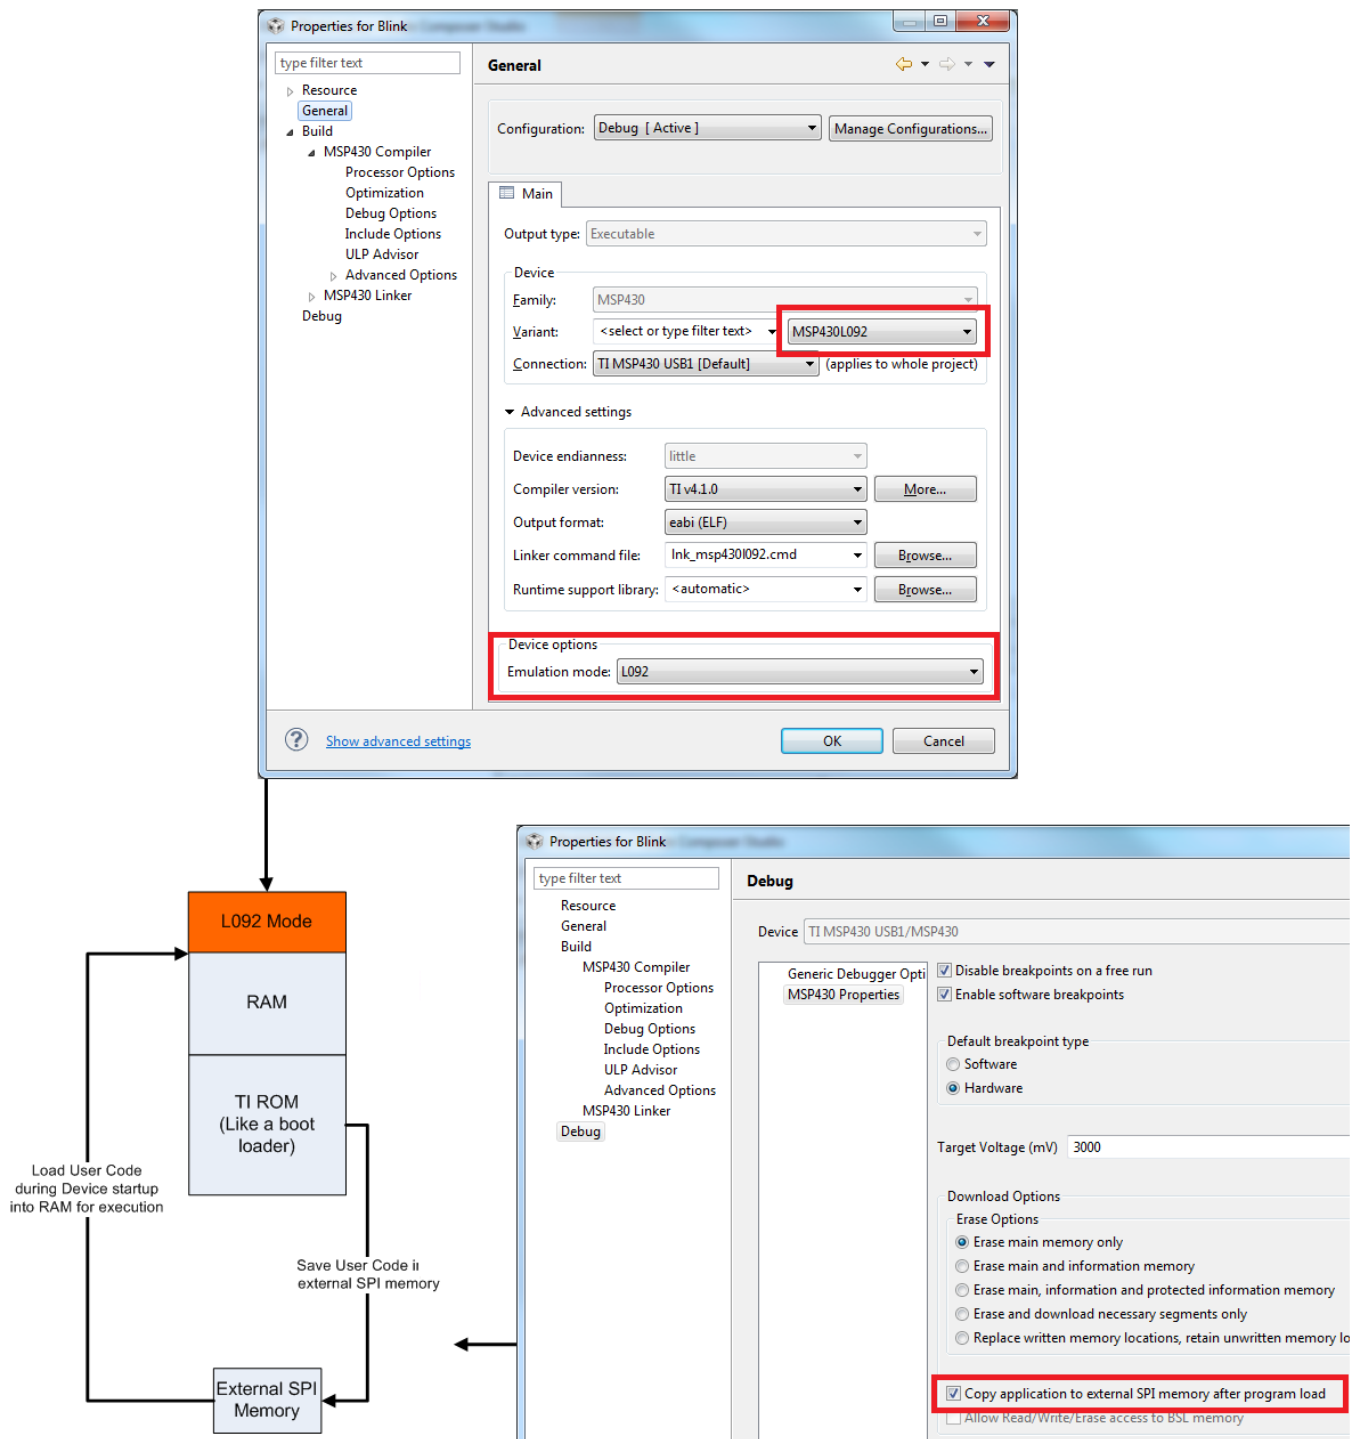 Properties for Blink
type filter text
General
Resource
General
Build
MSP430 Compiler
Processor Options
Optimization
Debug Options
Include Options
ULP Advisor
Advanced Options
MSP430 Linker
Debug
Configuration: Debug [ Active ] Manage Configurations...
Main
Output type: Executable
Device
Family: MSP430
Variant: <select or type filter text> MSP430L092
Connection: TI MSP430 USB1 [Default] (applies to whole project)
Advanced settings
Device endianness: little
Compiler version: TI v4.1.0 More...
Output format: eabi (ELF)
Linker command file: lnk_msp430l092.cmd Browse...
Runtime support library: <automatic> Browse...
Device options
Emulation mode: L092
Show advanced settings
OK Cancel
L092 Mode
RAM
TI ROM
(Like a boot
loader)
Load User Code
during Device startup
into RAM for execution
Save User Code in
external SPI memory
External SPI
Memory
Properties for Blink
type filter text
Debug
Resource
General
Build
MSP430 Compiler
Processor Options
Optimization
Debug Options
Include Options
ULP Advisor
Advanced Options
MSP430 Linker
Debug
Device TI MSP430 USB1/MSP430
Generic Debugger Opti
MSP430 Properties
Disable breakpoints on a free run
Enable software breakpoints
Default breakpoint type
Software
Hardware
Target Voltage (mV) 3000
Download Options
Erase Options
Erase main memory only
Erase main and information memory
Erase main, information and protected information memory
Erase and download necessary segments only
Replace written memory locations, retain unwritten memory lo
Copy application to external SPI memory after program load
Allow Read/Write/Erase access to BSL memory